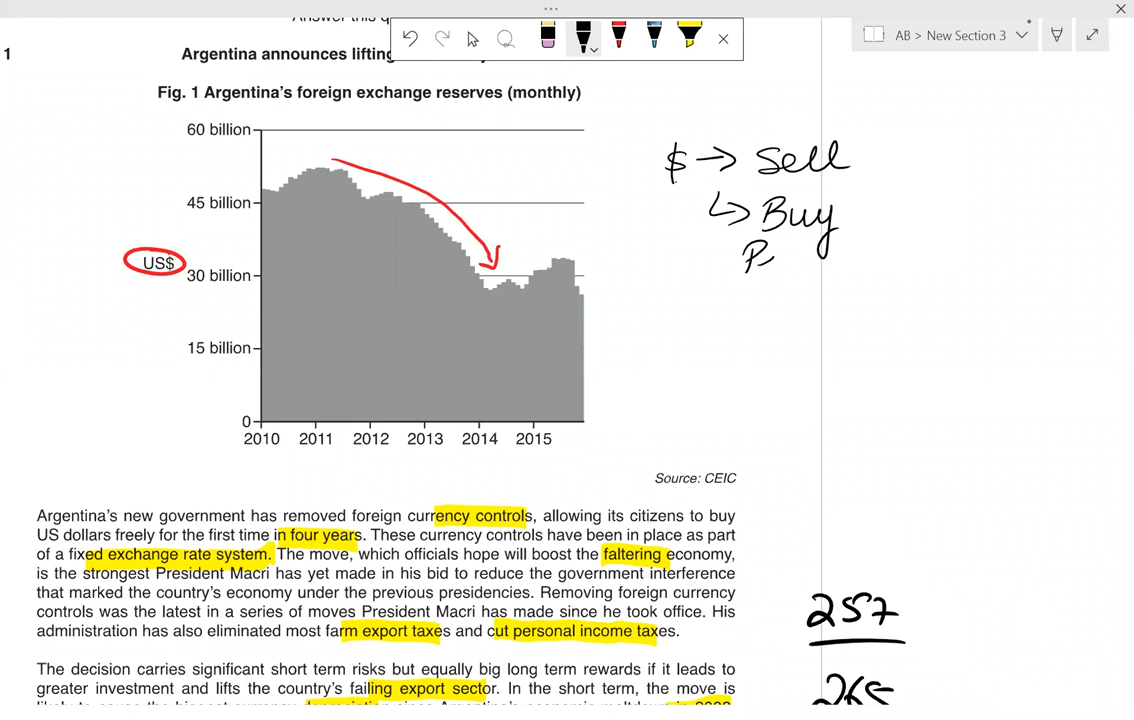 AB > New Section 3
1
Argentina announces lifting
Fig. 1 Argentina's foreign exchange reserves (monthly)
60 billion
45 billion
US$
30 billion
15 billion
0
2010 2011 2012 2013 2014 2015
Source: CEIC
$ → Sell
↳ Buy
Argentina's new government has removed foreign currency controls, allowing its citizens to buy
US dollars freely for the first time in four years. These currency controls have been in place as part
of a fixed exchange rate system. The move, which officials hope will boost the faltering economy,
is the strongest President Macri has yet made in his bid to reduce the government interference
that marked the country's economy under the previous presidencies. Removing foreign currency
controls was the latest in a series of moves President Macri has made since he took office. His
administration has also eliminated most farm export taxes and cut personal income taxes.
The decision carries significant short term risks but equally big long term rewards if it leads to
greater investment and lifts the country's failing export sector. In the short term, the move is
257
265